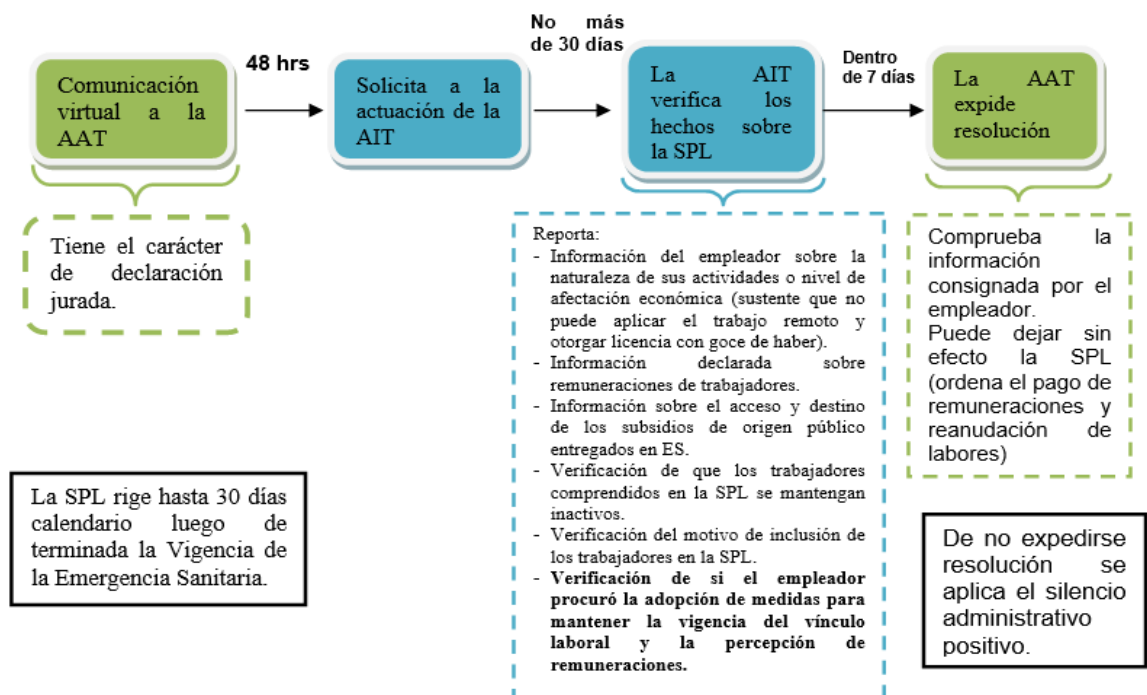 Comunicación
virtual a la
AAT
48 hrs
Solicita a la
actuación de la
AIT
No más
de 30 días
La AIT
verifica los
hechos sobre
la SPL
Dentro
de 7 días
La AAT
expide
resolución
Tiene el carácter
de declaración
jurada.
La SPL rige hasta 30 días
calendario luego de
terminada la Vigencia de
la Emergencia Sanitaria.
Reporta:
- Información del empleador sobre la
naturaleza de sus actividades o nivel de
afectación económica (sustente que no
puede aplicar el trabajo remoto y
otorgar licencia con goce de haber).
- Información declarada sobre
remuneraciones de trabajadores.
- Información sobre el acceso y destino
de los subsidios de origen público
entregados en ES.
- Verificación de que los trabajadores
comprendidos en la SPL se mantengan
inactivos.
- Verificación del motivo de inclusión de
los trabajadores en la SPL.
- Verificación de si el empleador
procuró la adopción de medidas para
mantener la vigencia del vínculo
laboral y la percepción de
remuneraciones.
Comprueba la
información
consignada por el
empleador.
Puede dejar sin
efecto la SPL
(ordena el pago de
remuneraciones y
reanudación de
labores)
De no expedirse
resolución se
aplica el silencio
administrativo
positivo.